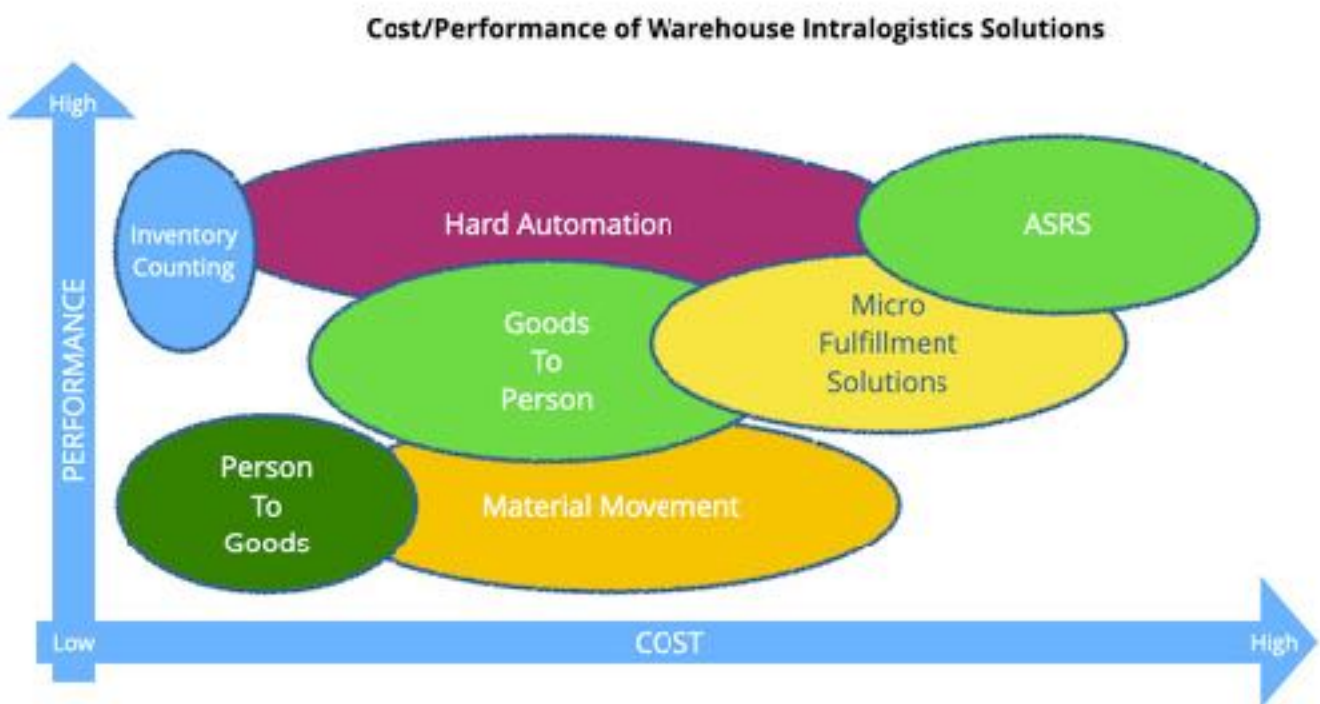 Cost/Performance of Warehouse Intralogistics Solutions
High
PERFORMANCE
Low
Inventory
Counting
Hard Automation
ASRS
Goods
To
Person
Micro
Fulfillment
Solutions
Person
To
Goods
Material Movement
COST
High